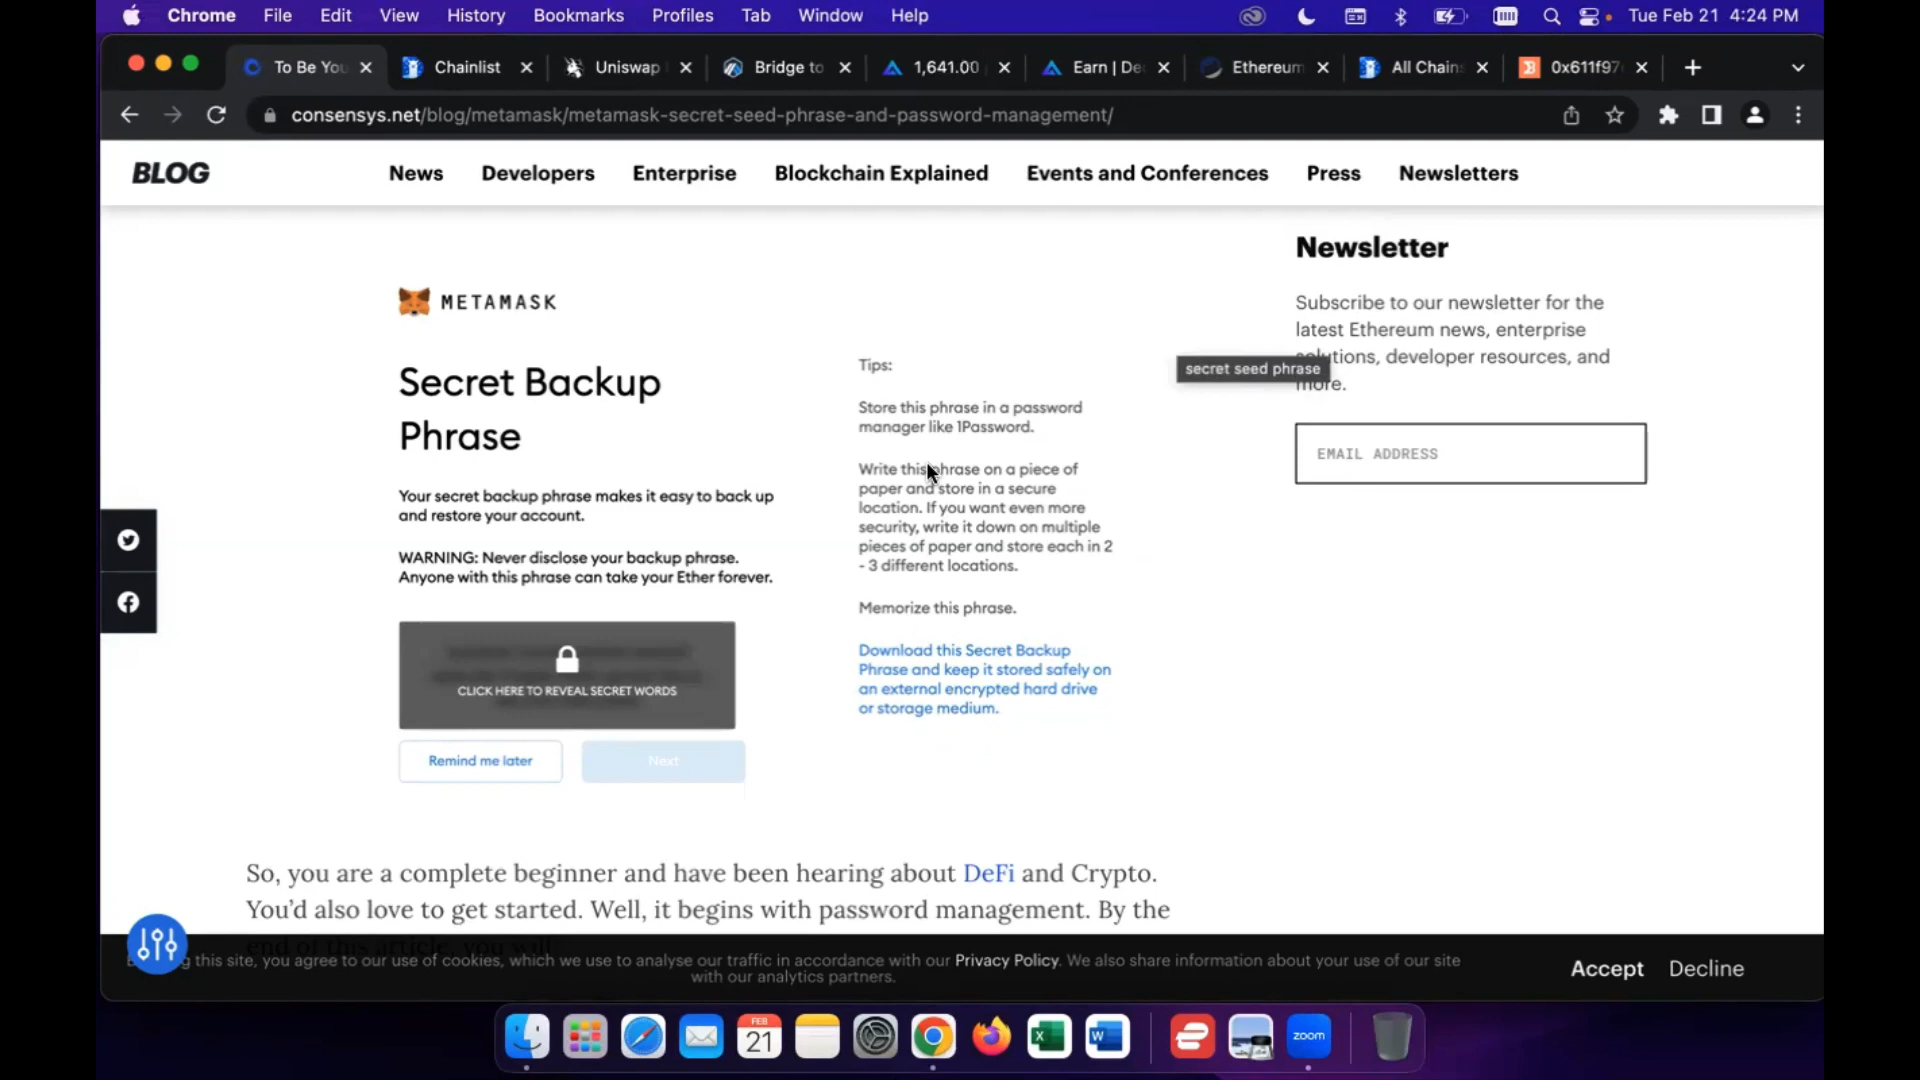 Chrome File Edit View History Bookmarks Profiles Tab Window Help Tue Feb 21 4:24 PM
To Be You Chainlist Uniswap Bridge to 1,641.00 Earn | De Ethereum All Chain 0x611f97
consensys.net/blog/metamask/metamask-secret-seed-phrase-and-password-management/
BLOG News Developers Enterprise Blockchain Explained Events and Conferences Press Newsletters
METAMASK
Secret Backup
Phrase
Your secret backup phrase makes it easy to back up
and restore your account.
WARNING: Never disclose your backup phrase.
Anyone with this phrase can take your Ether forever.
CLICK HERE TO REVEAL SECRET WORDS
Remind me later Next
Tips:
Store this phrase in a password
manager like 1Password.
Write this phrase on a piece of
paper and store in a secure
location. If you want even more
security, write it down on multiple
pieces of paper and store each in 2
- 3 different locations.
Memorize this phrase.
Download this Secret Backup
Phrase and keep it stored safely on
an external encrypted hard drive
or storage medium.
secret seed phrase
Newsletter
Subscribe to our newsletter for the
latest Ethereum news, enterprise
solutions, developer resources, and
more.
EMAIL ADDRESS
So, you are a complete beginner and have been hearing about DeFi and Crypto.
You’d also love to get started. Well, it begins with password management. By the
end of this article, you will
this site, you agree to our use of cookies, which we use to analyse our traffic in accordance with our Privacy Policy. We also share information about your use of our site
with our analytics partners.
Accept Decline
FEB
21
zoom